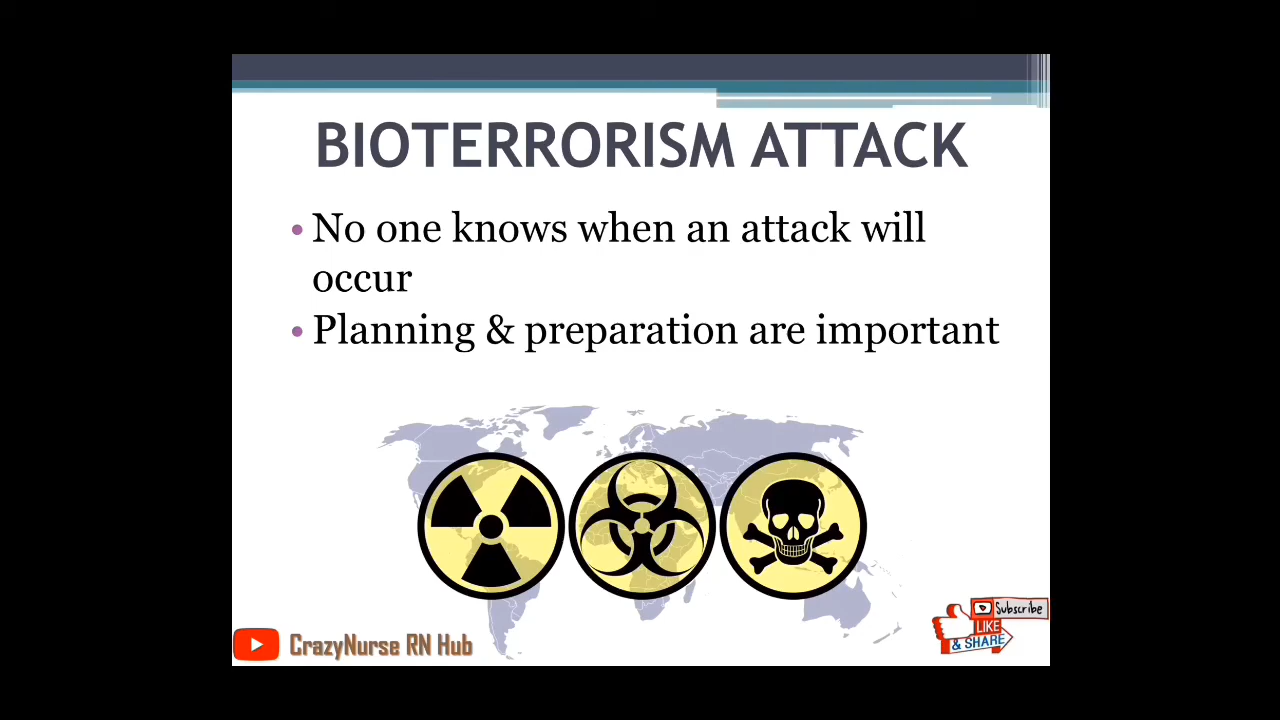 BIOTERRORISM ATTACK
• No one knows when an attack will
occur
• Planning & preparation are important
Subscribe
LIKE
& SHARE
CrazyNurse RN Hub